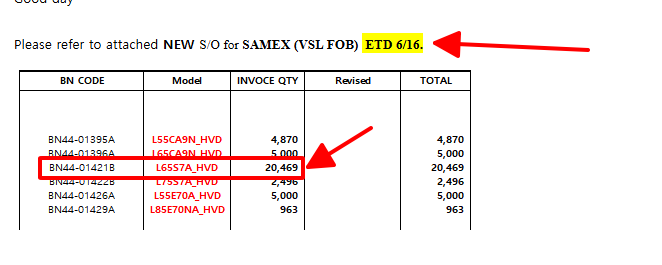 Good day
Please refer to attached NEW S/O for SAMEX (VSL FOB) ETD 6/16.
BN CODE Model INVOCE QTY Revised TOTAL
BN44-01395A L55CA9N_HVD 4,870 4,870
BN44-01396A L65CA9N_HVD 5,000 5,000
BN44-01421B L65S7A_HVD 20,469 20,469
BN44-01422B L75S7A_HVD 2,496 2,496
BN44-01426A L55E70A_HVD 5,000 5,000
BN44-01429A L85E70NA_HVD 963 963